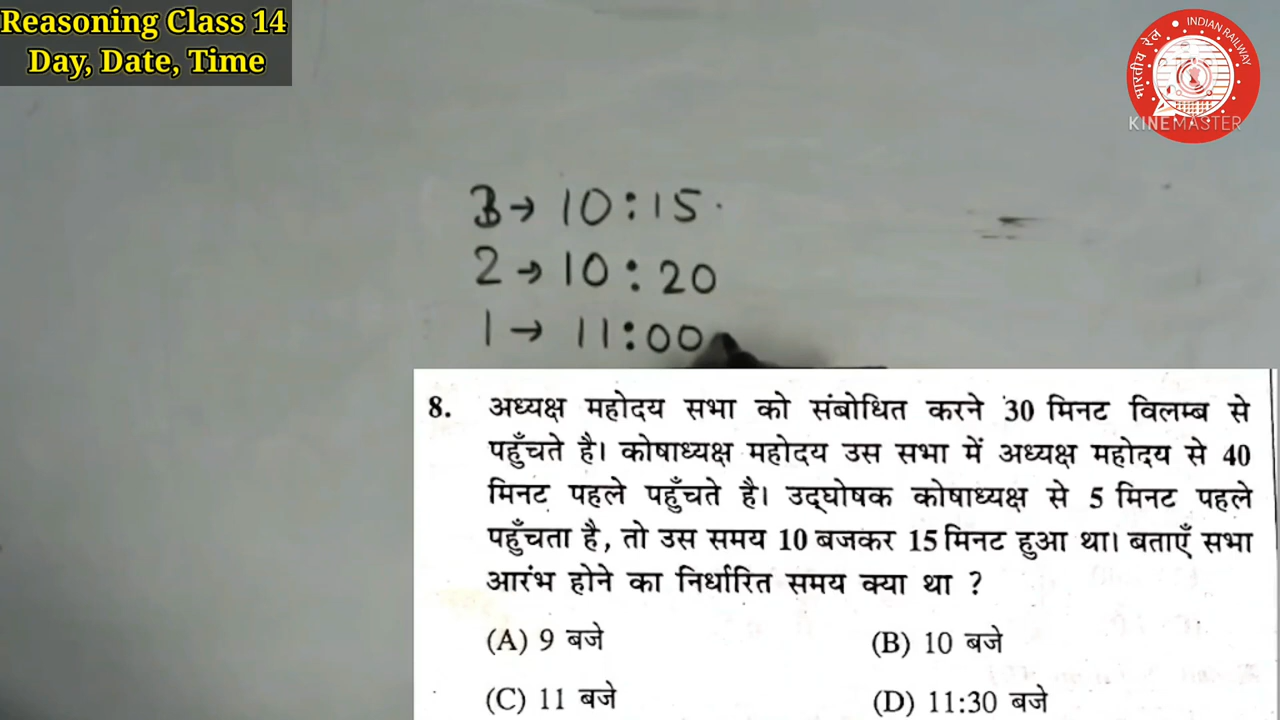 Reasoning Class 14
Day, Date, Time
भारतीय रेल • INDIAN RAILWAY
KINEMASTER
3→ 10:15.
2→ 10:20
1→ 11:00
8. अध्यक्ष महोदय सभा को संबोधित करने 30 मिनट विलम्ब से
पहुँचते है। कोषाध्यक्ष महोदय उस सभा में अध्यक्ष महोदय से 40
मिनट पहले पहुँचते है। उद्घोषक कोषाध्यक्ष से 5 मिनट पहले
पहुँचता है, तो उस समय 10 बजकर 15 मिनट हुआ था। बताएँ सभा
आरंभ होने का निर्धारित समय क्या था ?
(A) 9 बजे (B) 10 बजे
(C) 11 बजे (D) 11:30 बजे